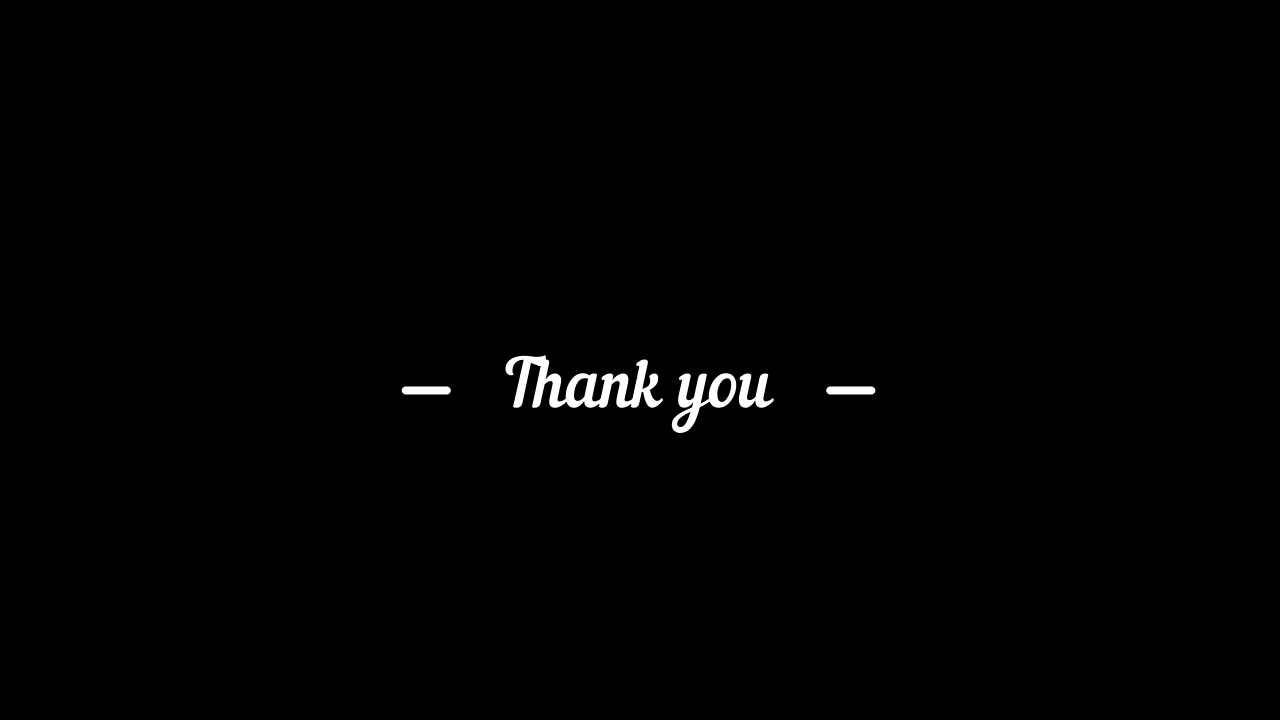 — Thank you —